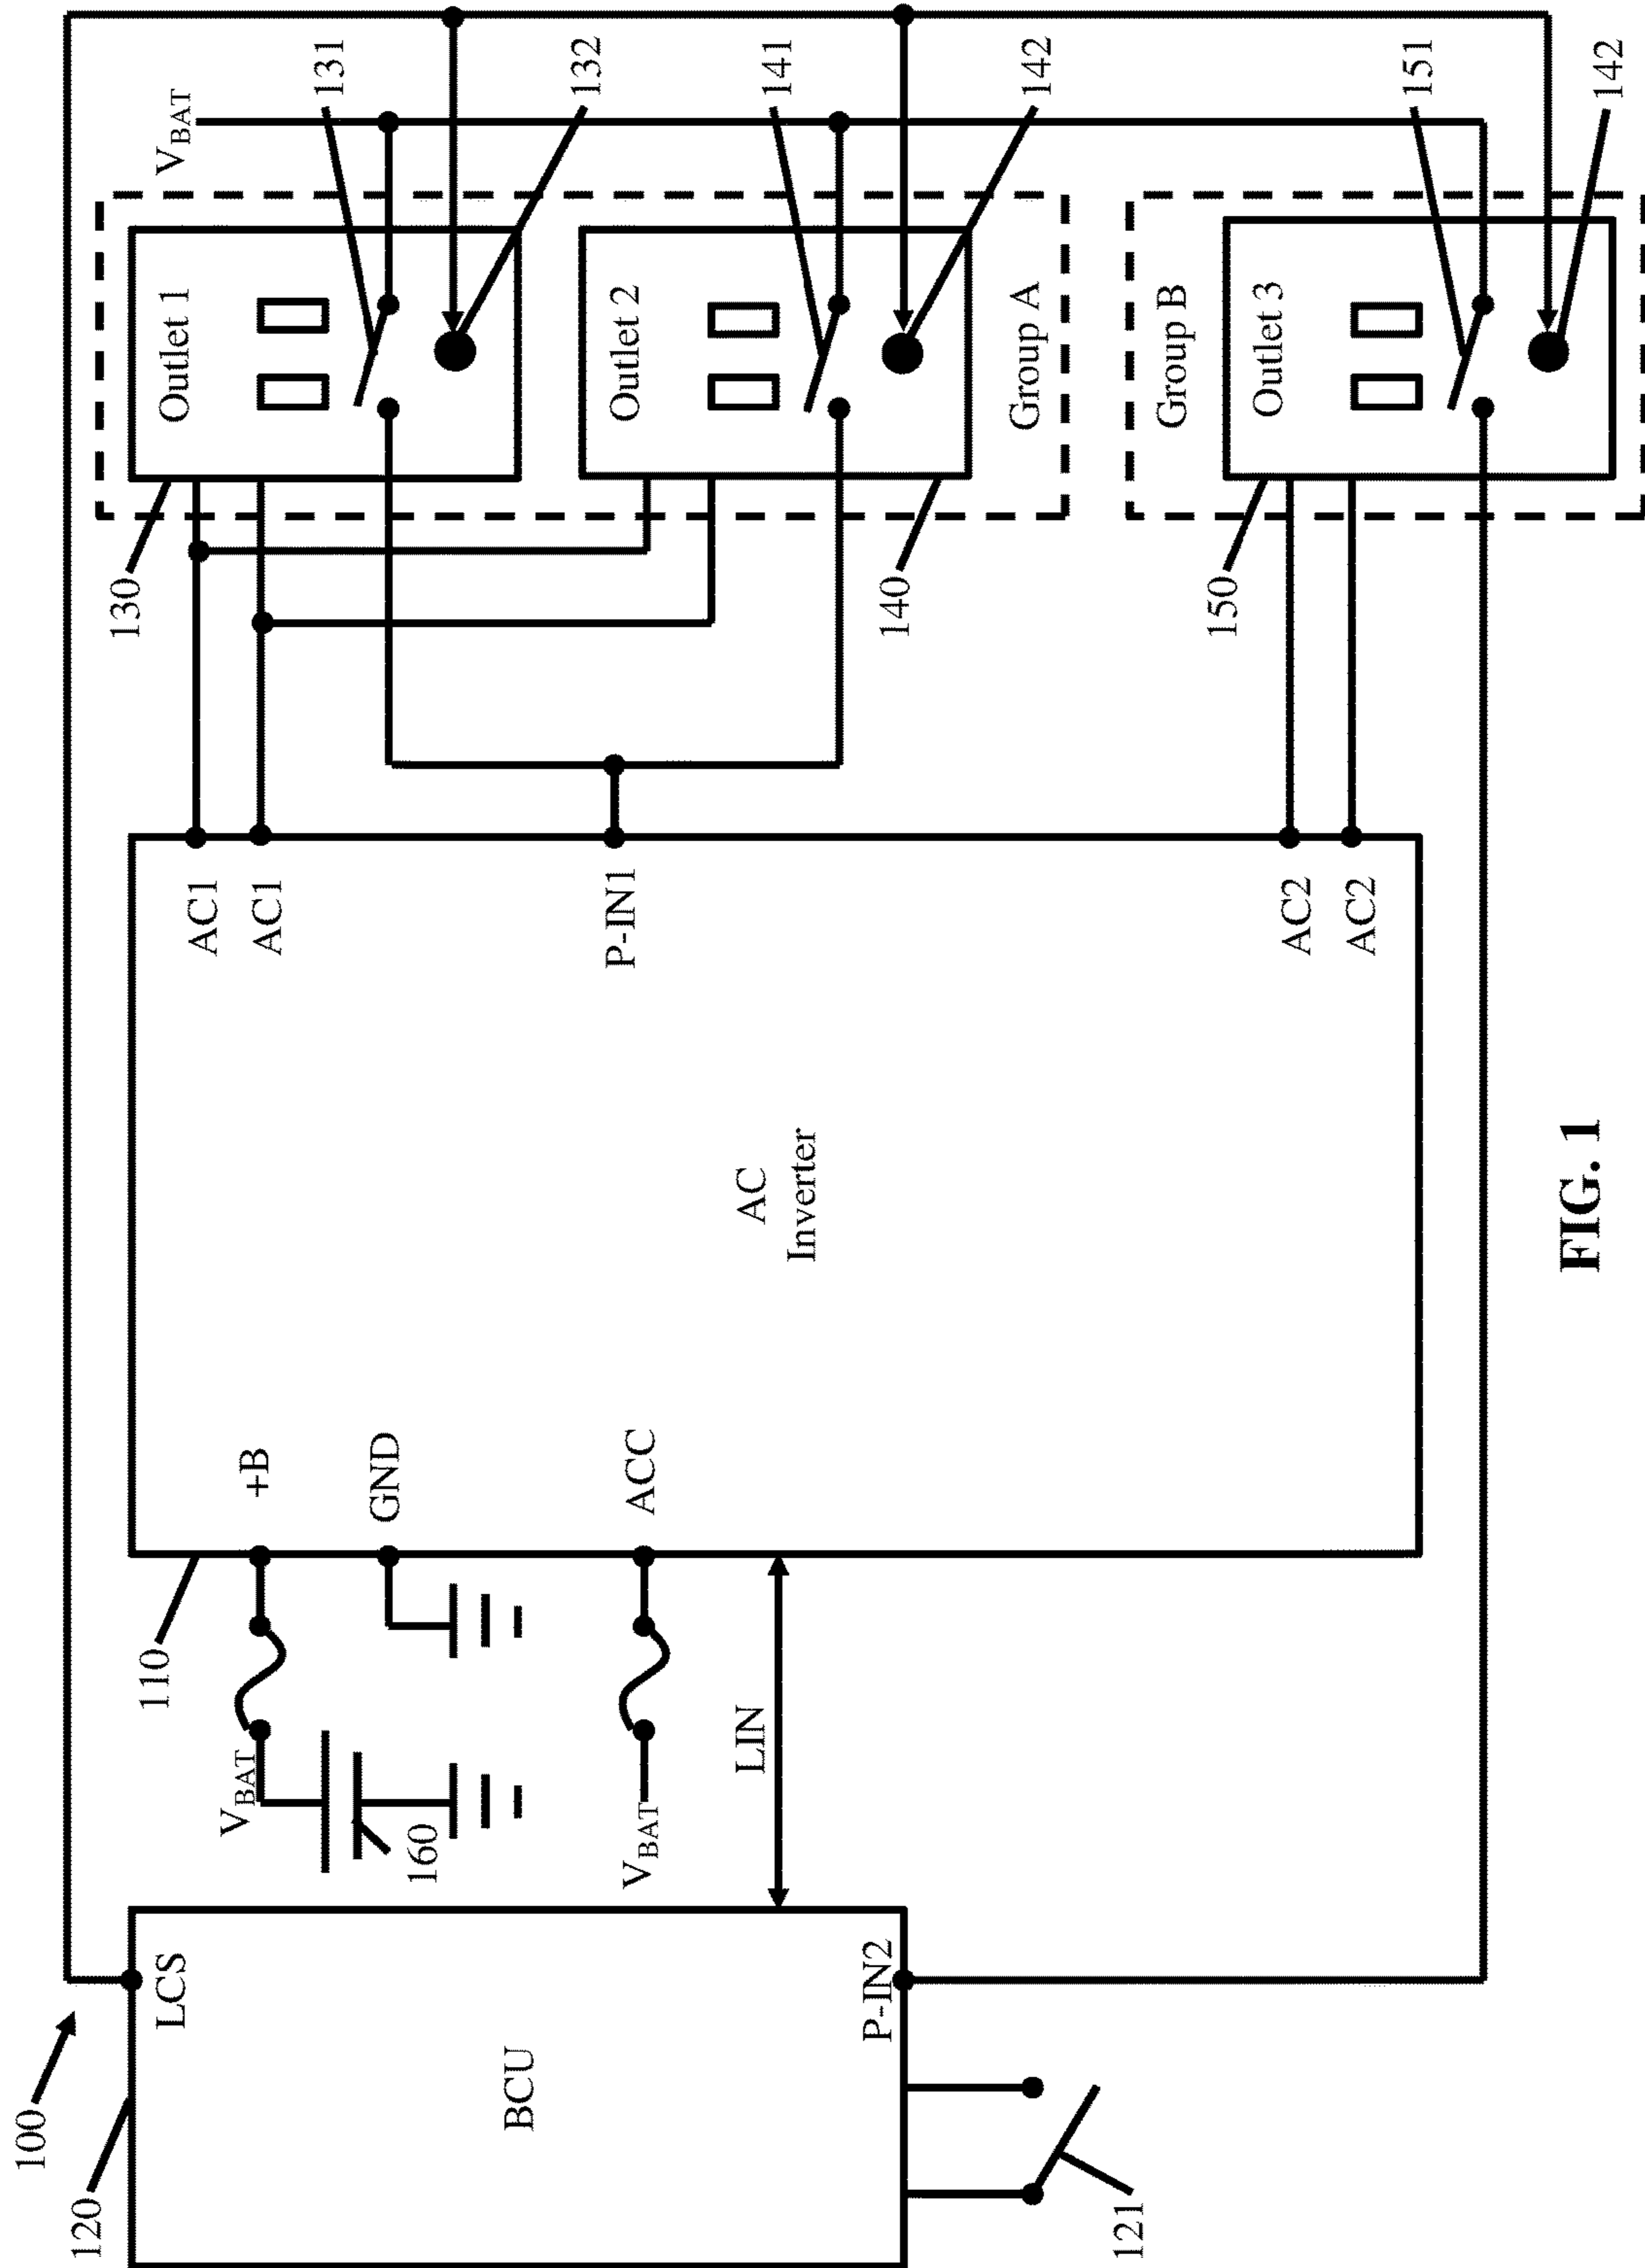 100
120
LCS
BCU
P-IN2
121
VBAT
160
VBAT
LIN
110
+B
GND
ACC
AC
Inverter
AC1
AC1
P-IN1
AC2
AC2
130
140
150
Outlet 1
Outlet 2
Group A
Group B
Outlet 3
VBAT
131
132
141
142
151
142
FIG. 1